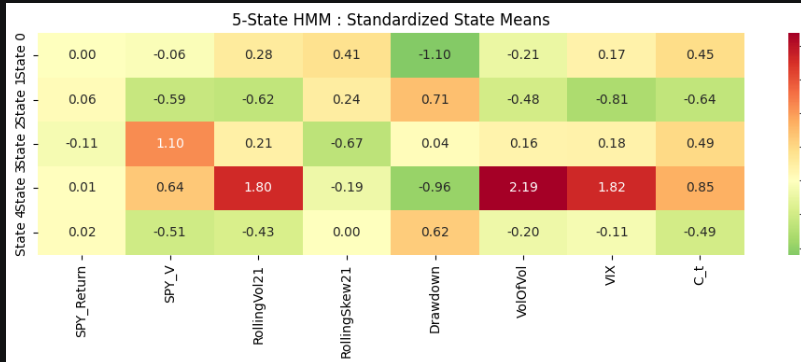 5-State HMM : Standardized State Means
State 0 0.00 -0.06 0.28 0.41 -1.10 -0.21 0.17 0.45
State 1 0.06 -0.59 -0.62 0.24 0.71 -0.48 -0.81 -0.64
State 2 -0.11 1.10 0.21 -0.67 0.04 0.16 0.18 0.49
State 3 0.01 0.64 1.80 -0.19 -0.96 2.19 1.82 0.85
State 4 0.02 -0.51 -0.43 0.00 0.62 -0.20 -0.11 -0.49
SPY_Return SPY_V RollingVol21 RollingSkew21 Drawdown VolOfVol VIX C_t